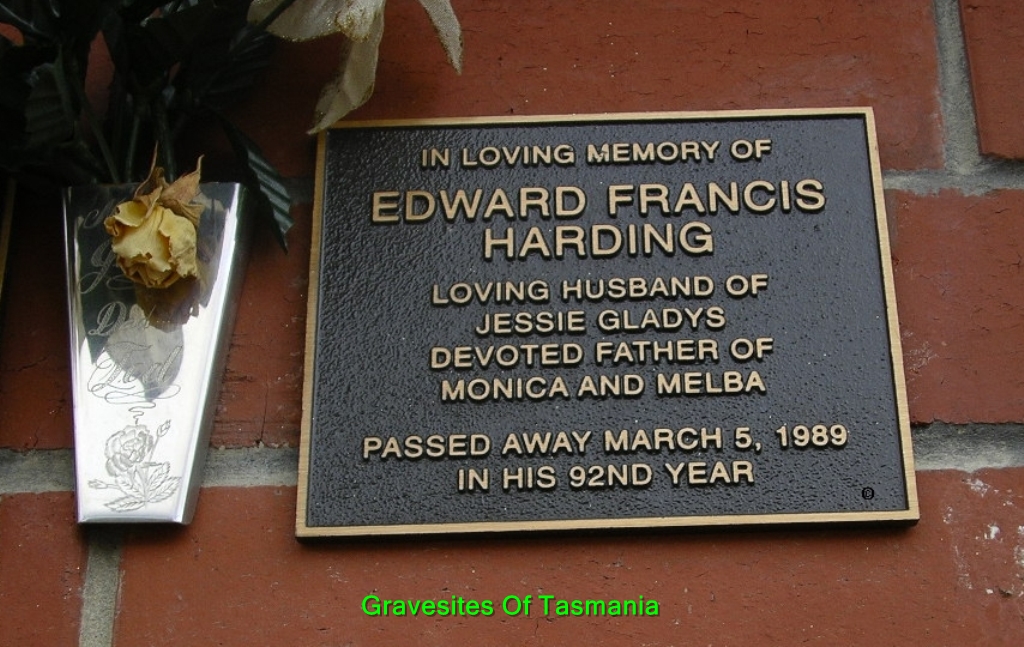 IN LOVING MEMORY OF
EDWARD FRANCIS
HARDING
LOVING HUSBAND OF
JESSIE GLADYS
DEVOTED FATHER OF
MONICA AND MELBA
PASSED AWAY MARCH 5, 1989
IN HIS 92ND YEAR
Gravesites Of Tasmania